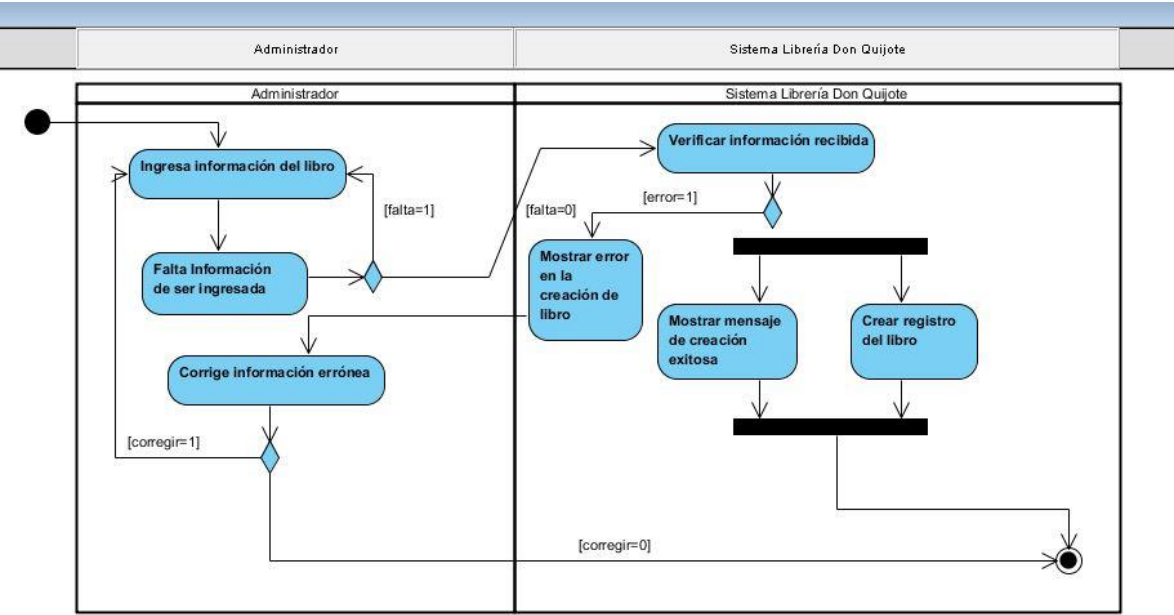 Administrador
Sistema Librería Don Quijote
Administrador
Sistema Librería Don Quijote
Ingresa información del libro
Verificar información recibida
[falta=1]
[falta=0]
[error=1]
Falta Información
de ser ingresada
Mostrar error
en la
creación de
libro
Mostrar mensaje
de creación
exitosa
Crear registro
del libro
Corrige información errónea
[corregir=1]
[corregir=0]